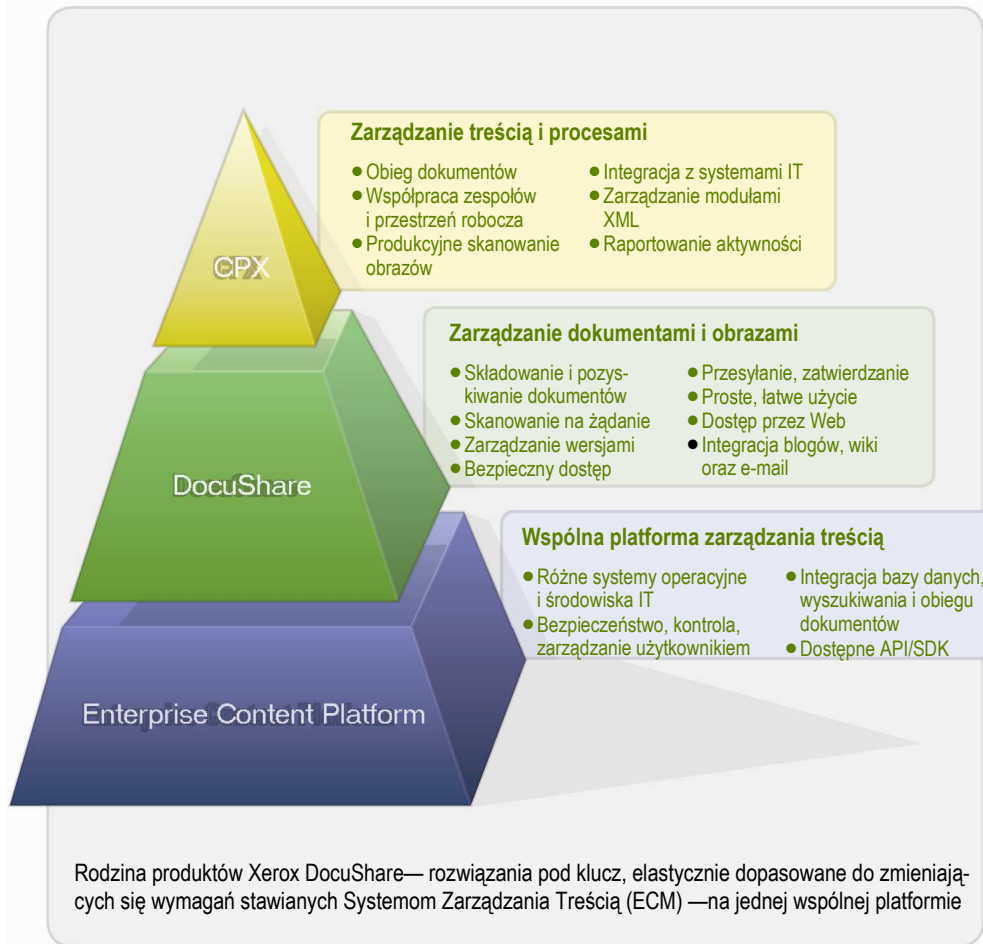 Zarządzanie treścią i procesami
● Obieg dokumentów
● Współpraca zespołów
i przestrzeń robocza
● Produkcyjne skanowanie
obrazów
● Integracja z systemami IT
● Zarządzanie modułami
XML
● Raportowanie aktywności
CPX
Zarządzanie dokumentami i obrazami
● Składowanie i pozys-
kiwanie dokumentów
● Skanowanie na żądanie
● Zarządzanie wersjami
● Bezpieczny dostęp
● Przesyłanie, zatwierdzanie
● Proste, łatwe użycie
● Dostęp przez Web
● Integracja blogów, wiki
oraz e-mail
DocuShare
Wspólna platforma zarządzania treścią
● Różne systemy operacyjne
i środowiska IT
● Bezpieczeństwo, kontrola,
zarządzanie użytkownikiem
● Integracja bazy danych,
wyszukiwania i obiegu
dokumentów
● Dostępne API/SDK
Enterprise Content Platform
Rodzina produktów Xerox DocuShare— rozwiązania pod klucz, elastycznie dopasowane do zmieniają-
cych się wymagań stawianych Systemom Zarządzania Treścią (ECM) —na jednej wspólnej platformie